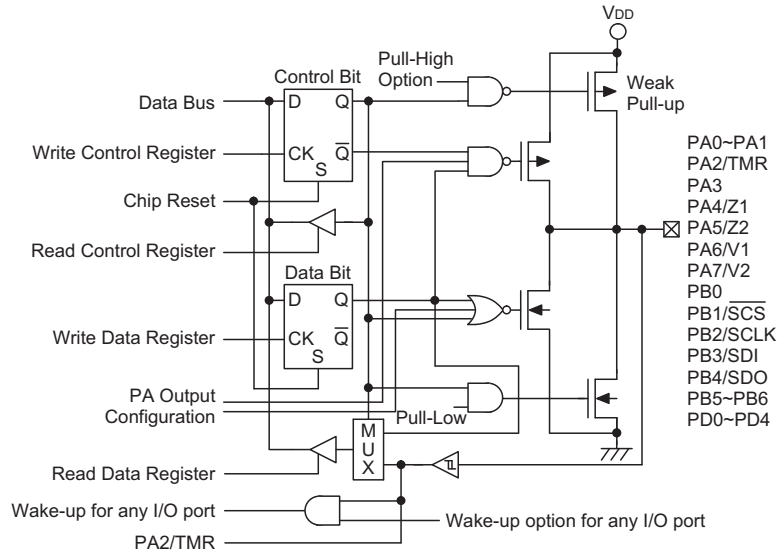 VDD
Pull-High
Option
Control Bit
Weak
Pull-up
Data Bus
D
Q
Write Control Register
CK
Q
S
Chip Reset
Read Control Register
Data Bit
D
Q
Write Data Register
CK
Q
S
PA Output
Configuration
Pull-Low
M
U
X
Read Data Register
Wake-up for any I/O port
Wake-up option for any I/O port
PA2/TMR
PA0~PA1
PA2/TMR
PA3
PA4/Z1
PA5/Z2
PA6/V1
PA7/V2
PB0
PB1/SCS
PB2/SCLK
PB3/SDI
PB4/SDO
PB5~PB6
PD0~PD4